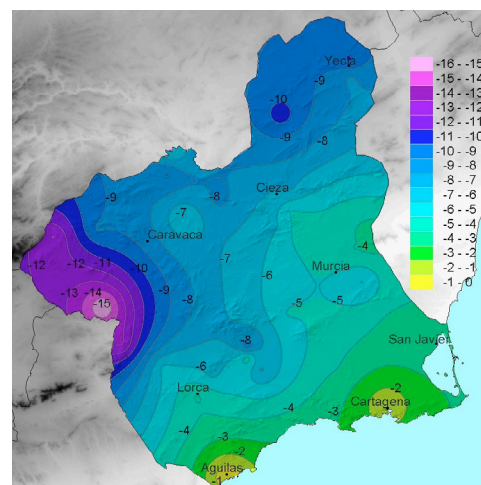 Yecla
-9
-10
-9
-8
-9
-8
Cieza
-7
Caravaca
-4
-12
-12
-11
-10
-7
-6
Murcia
-13
-14
-9
-8
-5
-5
-15
-8
San Javier
-6
Lorca
-2
-4
-3
Cartagena
-4
-3
-2
Aguilas
-1
-16 - -15
-15 - -14
-14 - -13
-13 - -12
-12 - -11
-11 - -10
-10 - -9
-9 - -8
-8 - -7
-7 - -6
-6 - -5
-5 - -4
-4 - -3
-3 - -2
-2 - -1
-1 - 0